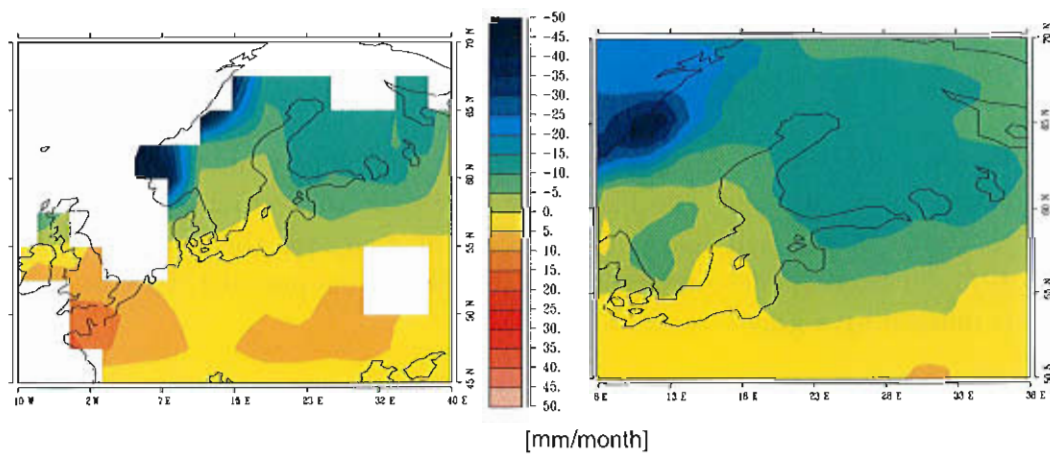 -50
-45.
-40.
-35.
-30.
-25.
-20.
-15.
-10.
-5.
0.
5.
10.
15.
20.
25.
30.
35.
40.
45.
50.
70 N
65 N
60 N
55 N
50 N
45 N
10 W
2 W
7 E
15 E
23 E
32 E
40 E
70 N
65 N
60 N
55 N
50 N
8 E
13 E
18 E
23 E
28 E
33 E
38 E
[mm/month]